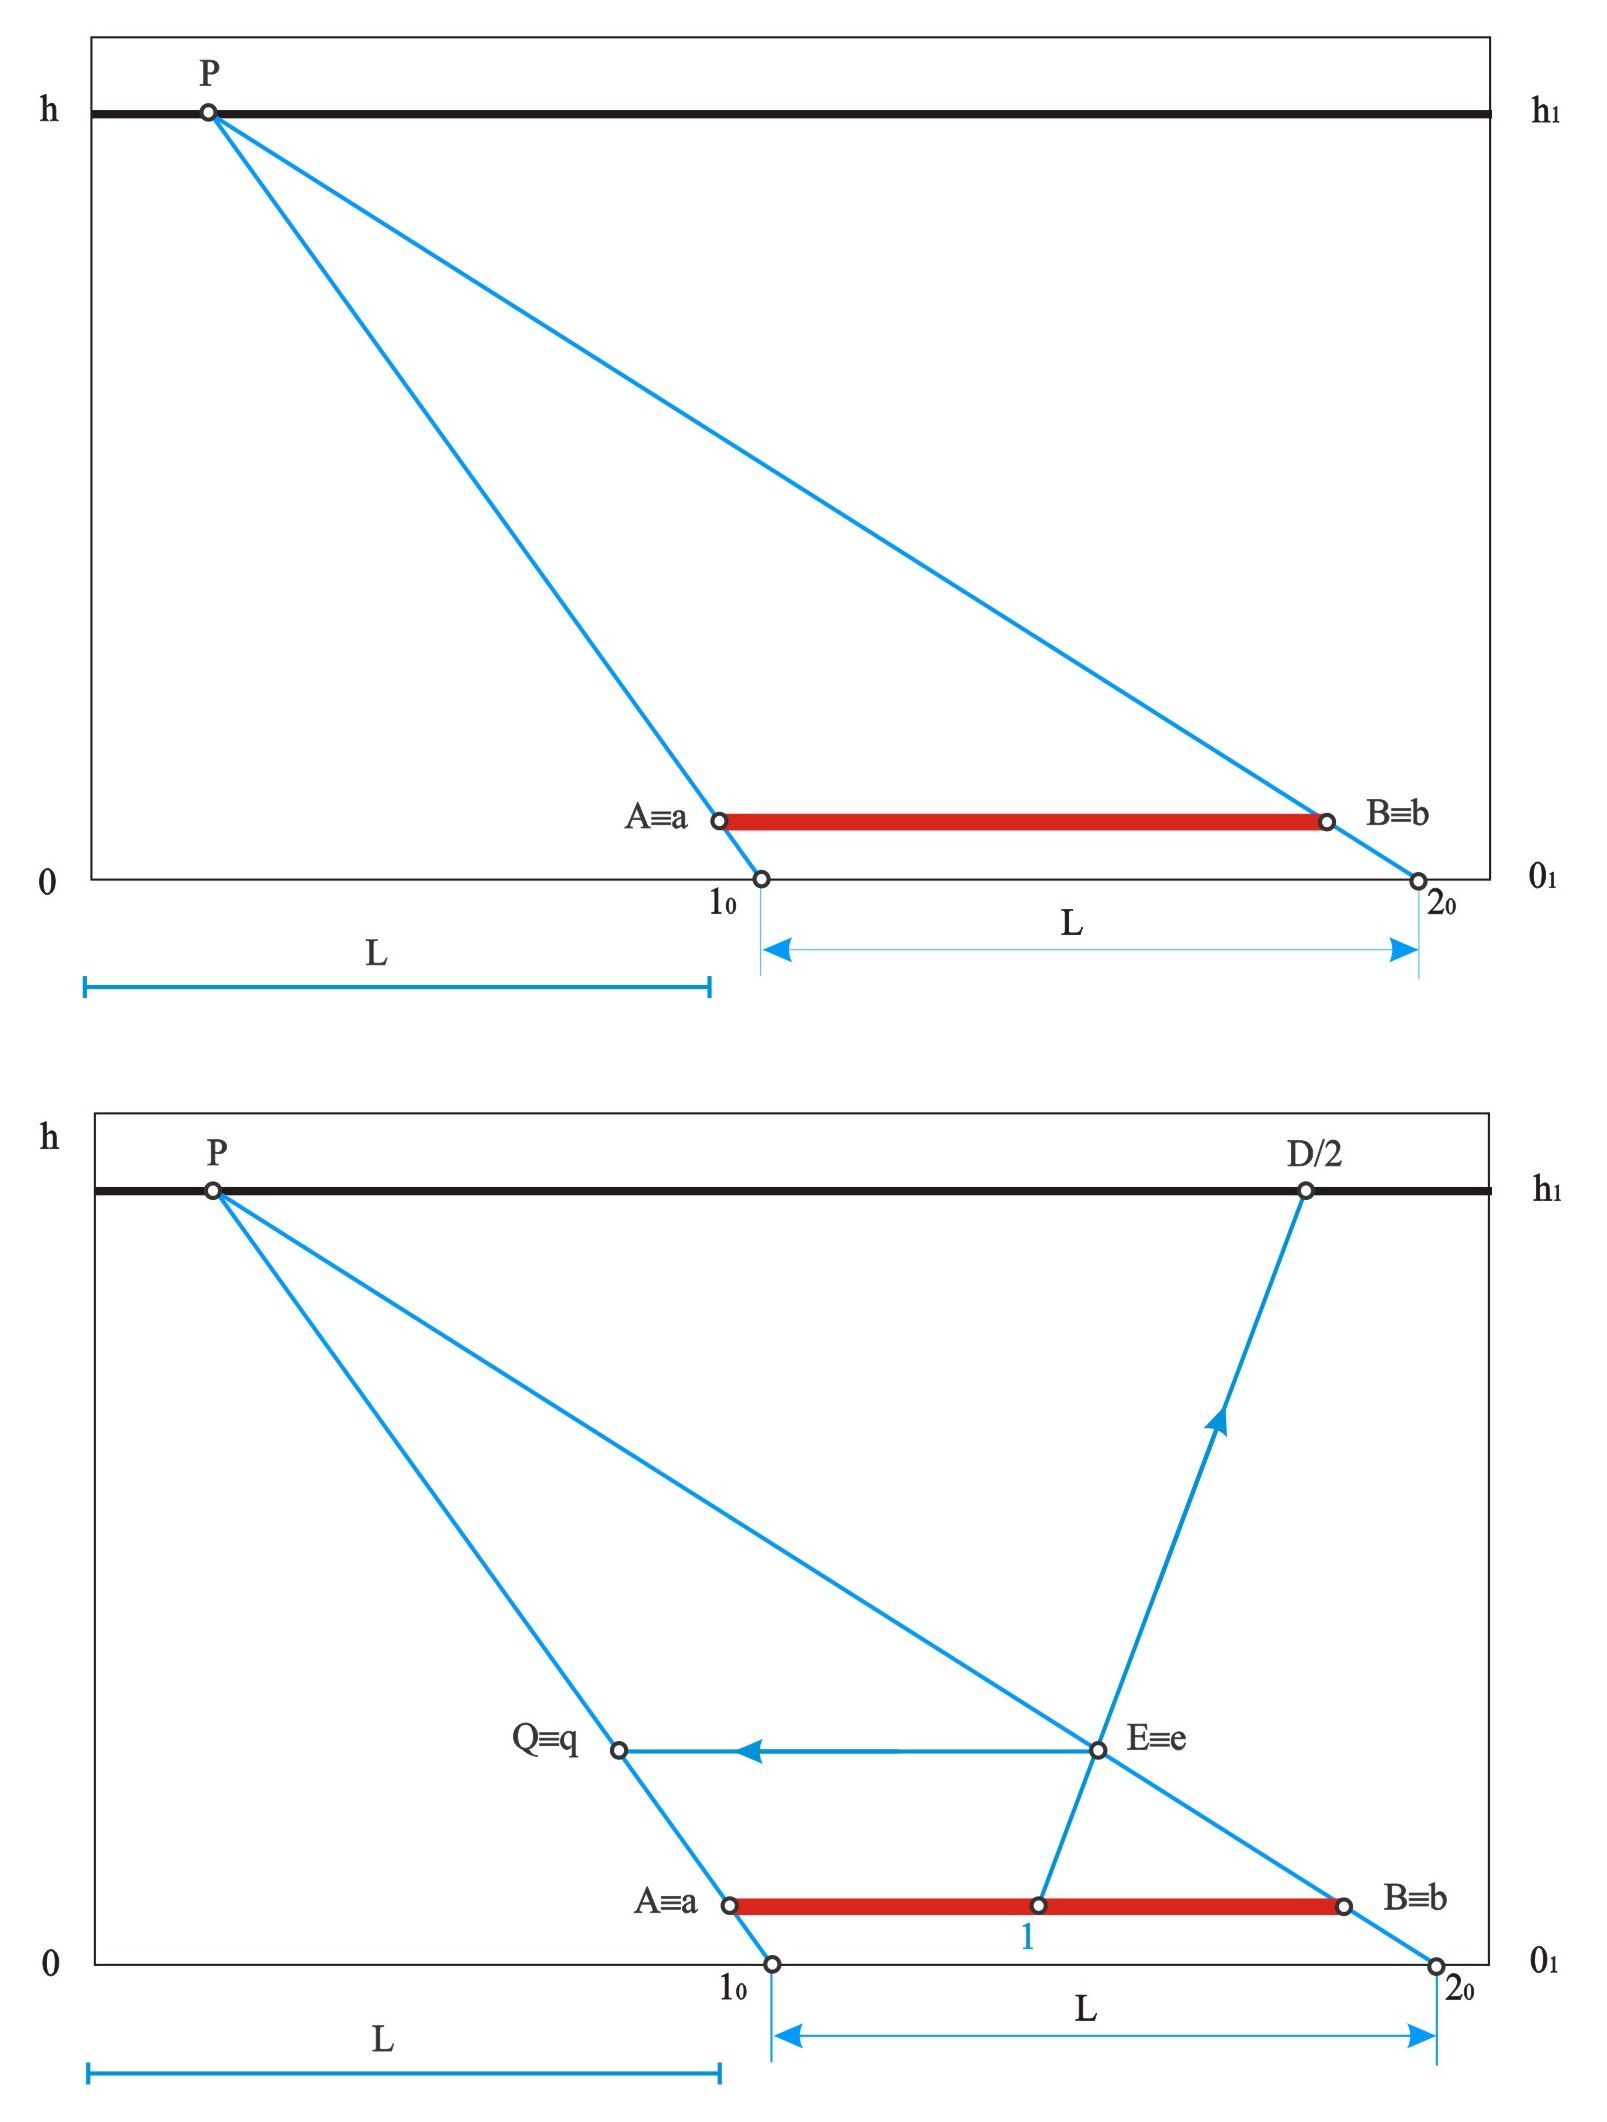 P
h h₁
A≡a B≡b
0 0₁
1₀ 2₀
L
L
h P D/2
h₁
Q≡q E≡e
A≡a B≡b
1
0 0₁
1₀ 2₀
L
L